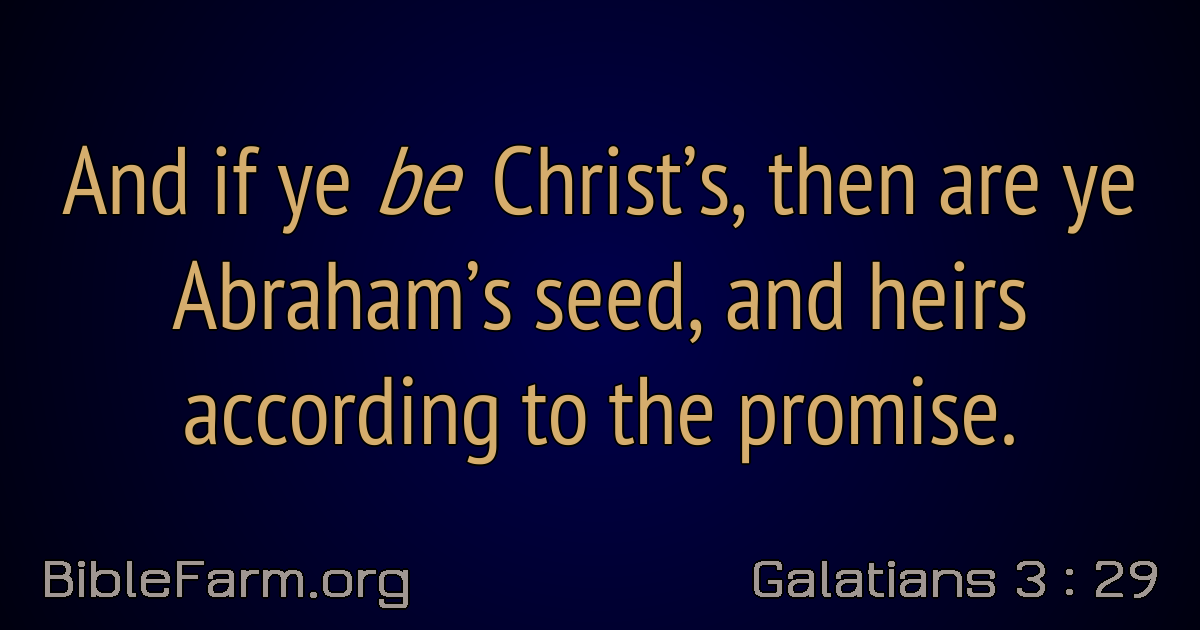 And if ye be Christ’s, then are ye
Abraham’s seed, and heirs
according to the promise.
BibleFarm.org
Galatians 3 : 29